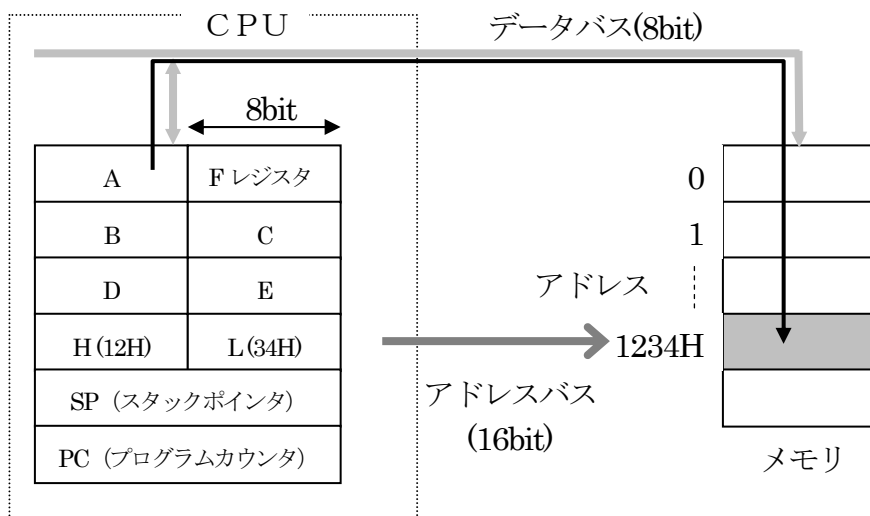 ＣＰＵ
データバス(8bit)
8bit
A
F レジスタ
0
B
C
1
D
E
アドレス
H (12H)
L (34H)
1234H
SP（スタックポインタ）
アドレスバス
(16bit)
PC（プログラムカウンタ）
メモリ